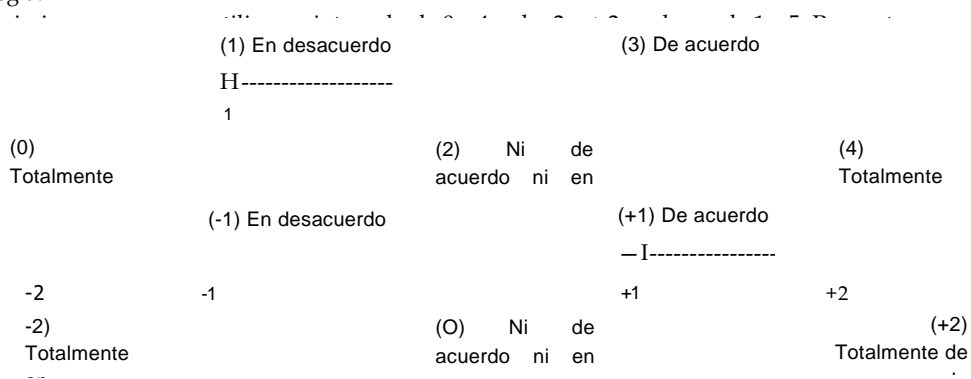 (1) En desacuerdo (3) De acuerdo
H-------------------
1
(0) (2) Ni de (4)
Totalmente acuerdo ni en Totalmente
(-1) En desacuerdo (+1) De acuerdo
—I----------------
-2 -1 +1 +2
-2) (O) Ni de (+2)
Totalmente acuerdo ni en Totalmente de